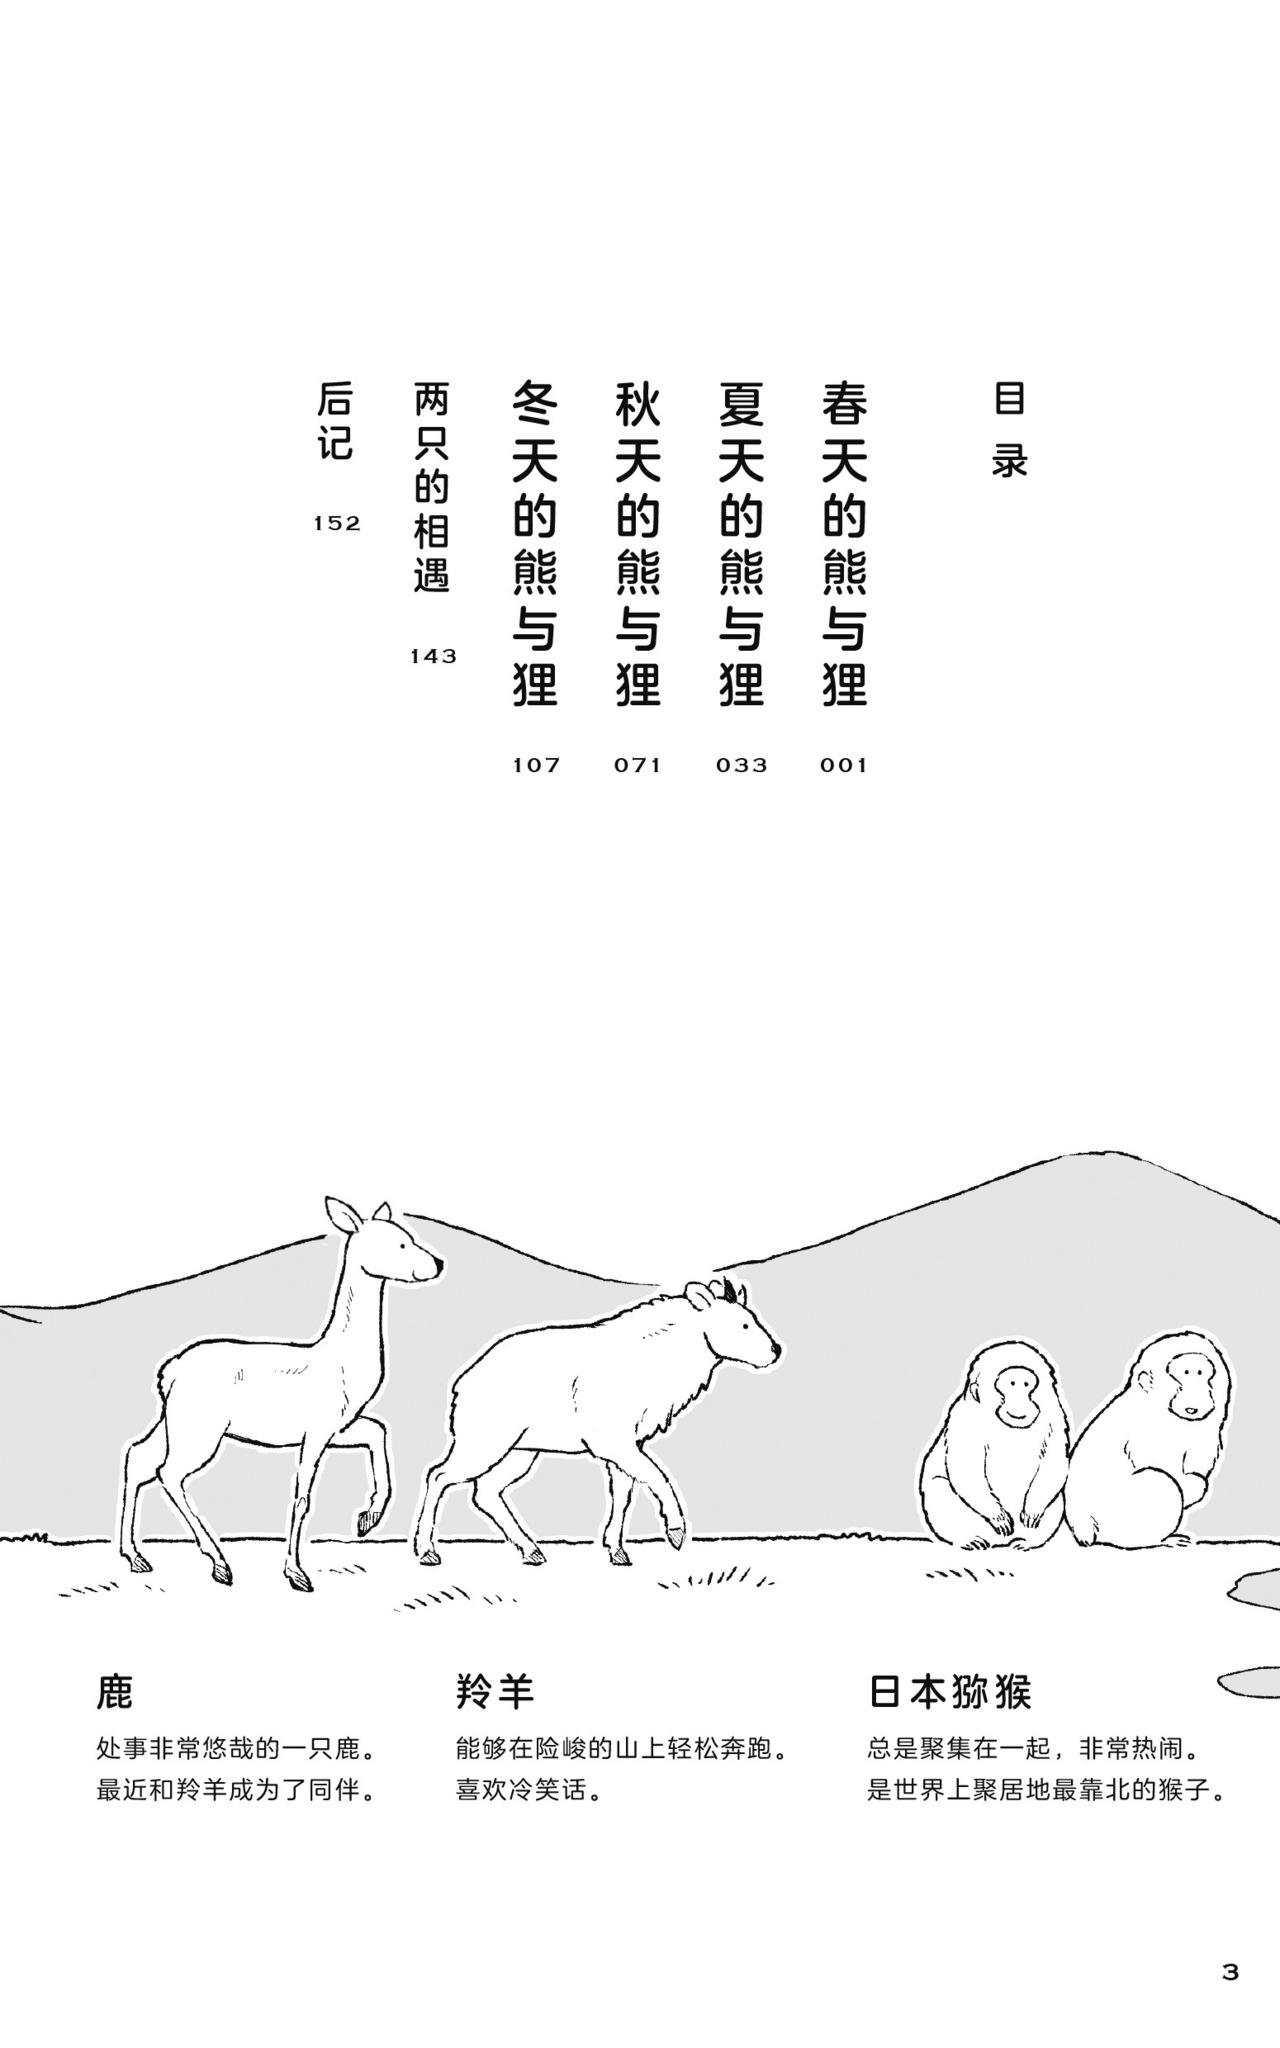 目录
春天的熊与狸
001
夏天的熊与狸
033
秋天的熊与狸
071
冬天的熊与狸
107
两只的相遇
143
后记
152
鹿
处事非常悠哉的一只鹿。
最近和羚羊成为了同伴。
羚羊
能够在险峻的山上轻松奔跑。
喜欢冷笑话。
日本猕猴
总是聚集在一起，非常热闹。
是世界上聚居地最靠北的猴子。
3